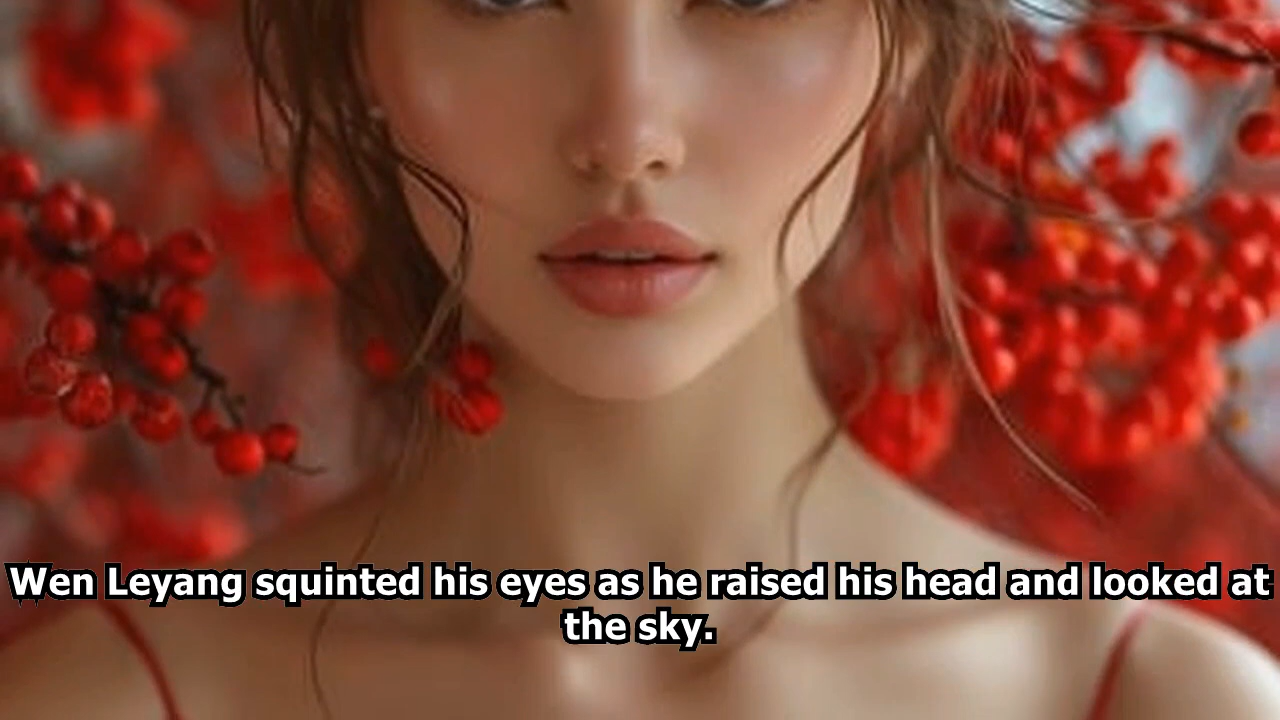 Wen Leyang squinted his eyes as he raised his head and looked at
the sky.